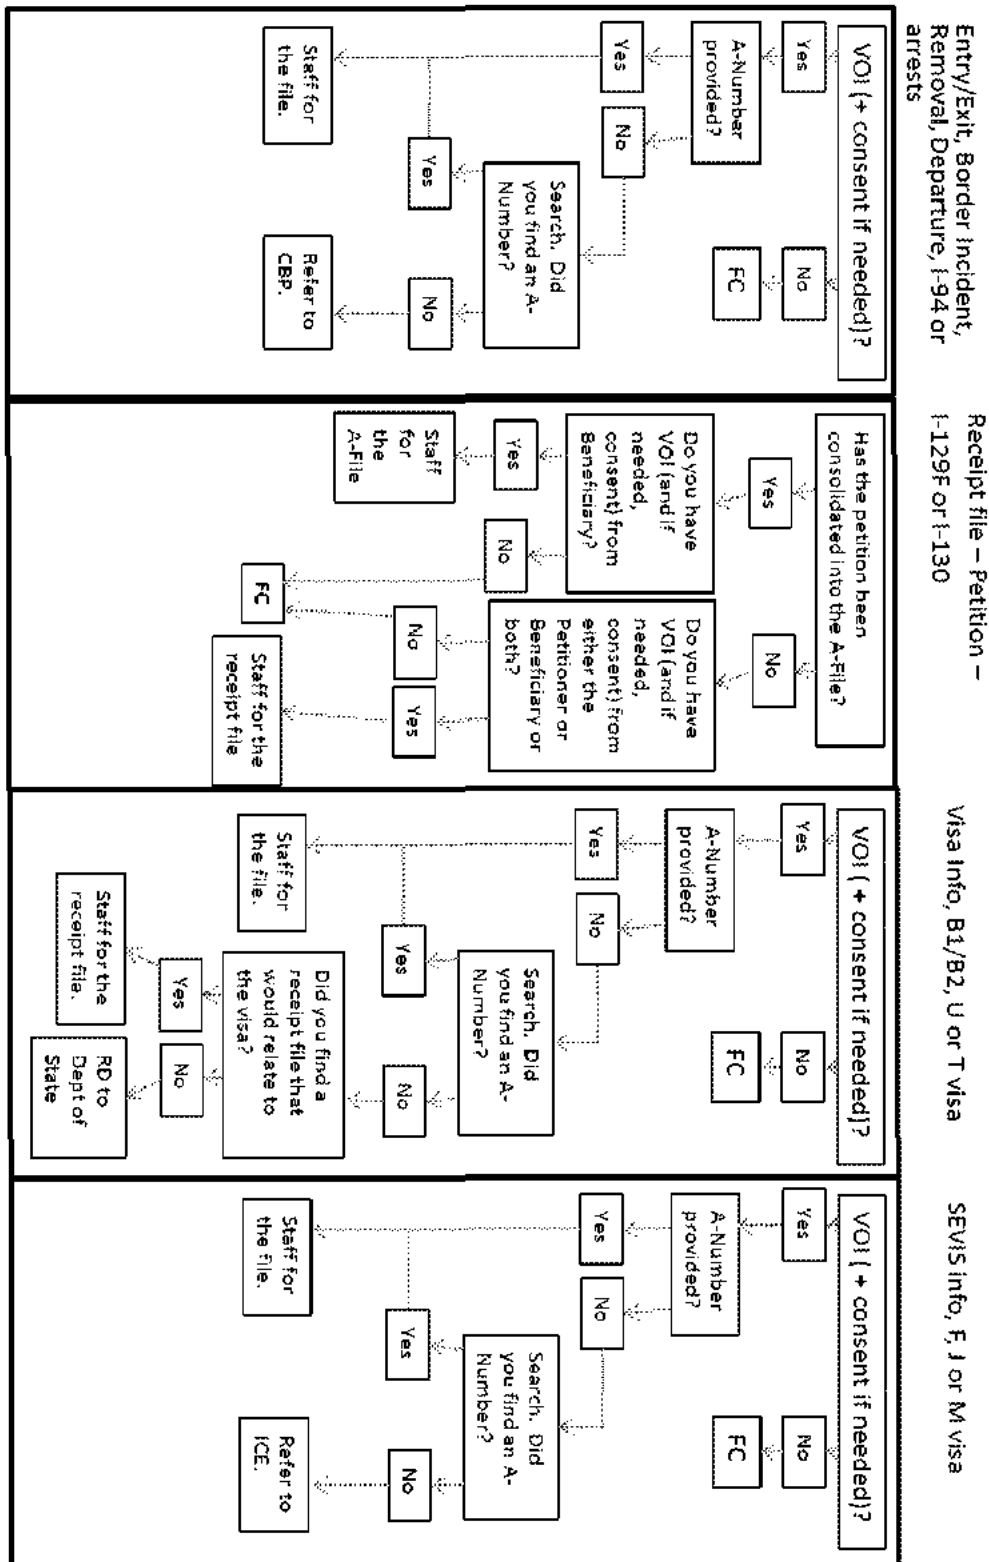 Entry/Exit, Border Incident,
Removal, Departure, I-94 or
arrests
VOI (+ consent if needed)?
Yes
No
A-Number
provided?
FC
Yes
No
Search. Did
you find an A-
Number?
Yes
No
Staff for
the file.
Refer to
CBP.
Receipt file – Petition –
I-129F or I-130
Has the petition been
consolidated into the A-File?
Yes
No
Do you have
VOI (and if
needed,
consent) from
Beneficiary?
Do you have
VOI (and if
needed,
consent) from
either the
Petitioner or
Beneficiary or
both?
Yes
No
No
Yes
Staff
for
the
A-File
FC
Staff for the
receipt file
Visa Info, B1/B2, U or T visa
VOI ( + consent if needed)?
Yes
No
A-Number
provided?
FC
Yes
No
Search. Did
you find an A-
Number?
Yes
No
Staff for
the file.
Did you find a
receipt file that
would relate to
the visa?
Yes
No
Staff for the
receipt file.
RD to
Dept of
State
SEVIS info, F, J or M visa
VOI ( + consent if needed)?
Yes
No
A-Number
provided?
FC
Yes
No
Search. Did
you find an A-
Number?
Yes
No
Staff for
the file.
Refer to
ICE.